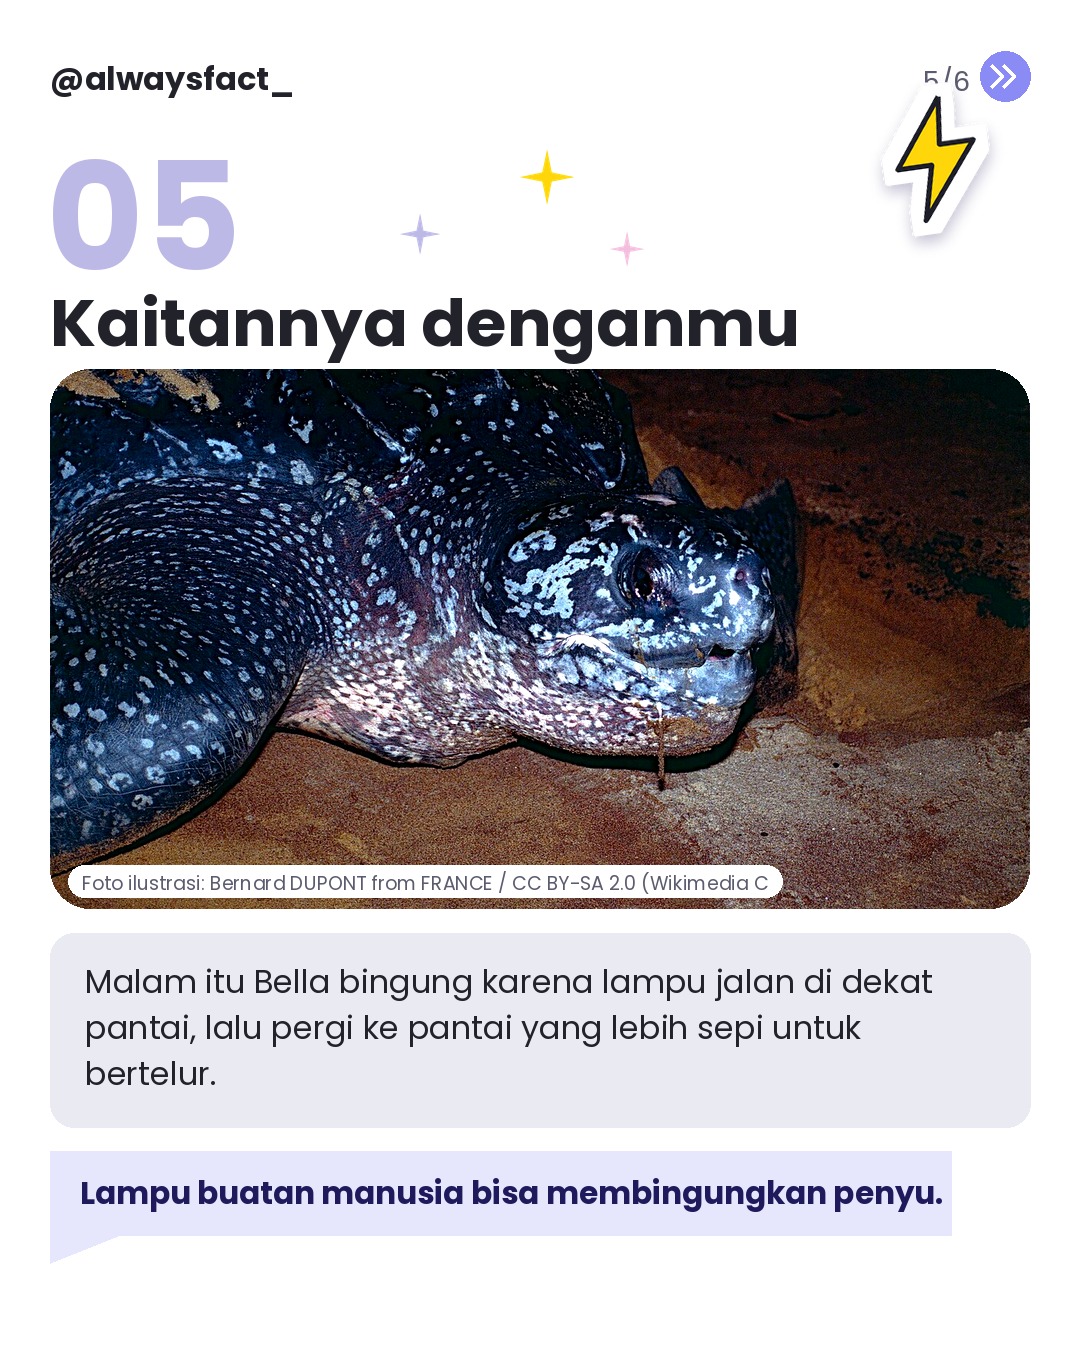 @alwaysfact_
5/6
05
Kaitannya denganmu
Foto ilustrasi: Bernard DUPONT from FRANCE / CC BY-SA 2.0 (Wikimedia C
Malam itu Bella bingung karena lampu jalan di dekat
pantai, lalu pergi ke pantai yang lebih sepi untuk
bertelur.
Lampu buatan manusia bisa membingungkan penyu.